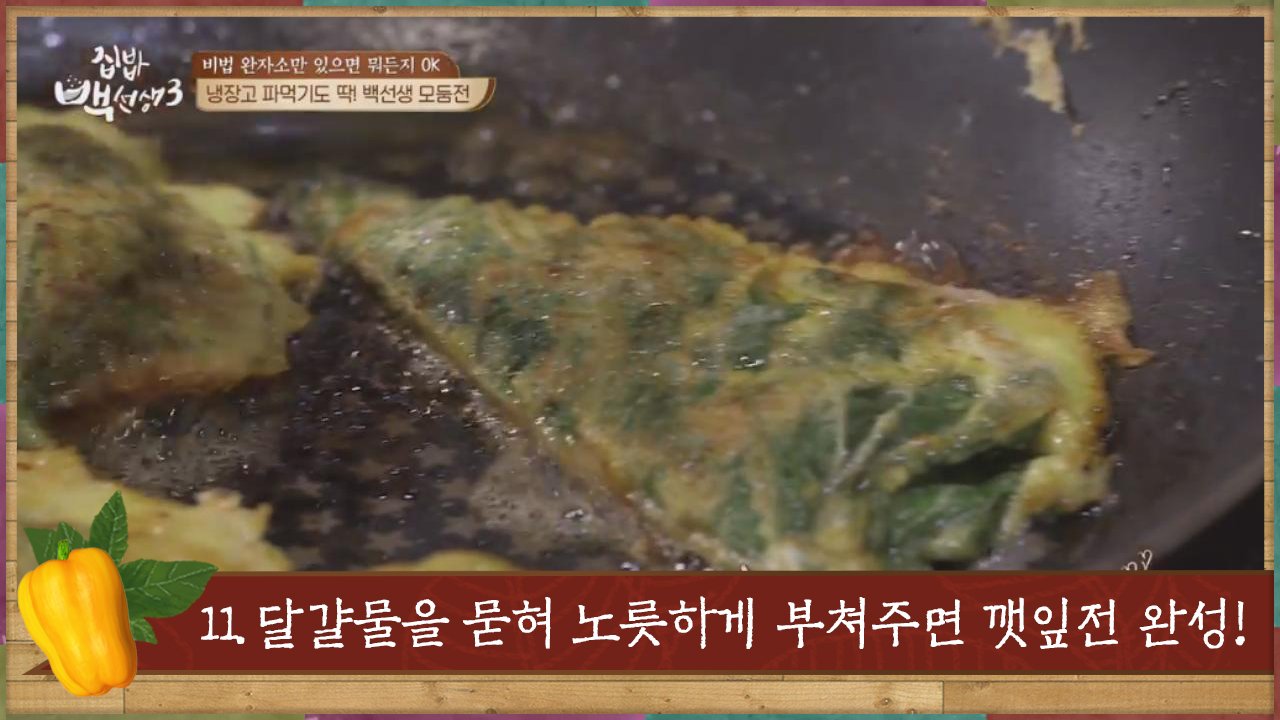 집밥
백선생3
비법 완자소만 있으면 뭐든지 OK
냉장고 파먹기도 딱! 백선생 모둠전
11. 달걀물을 묻혀 노릇하게 부쳐주면 깻잎전 완성!